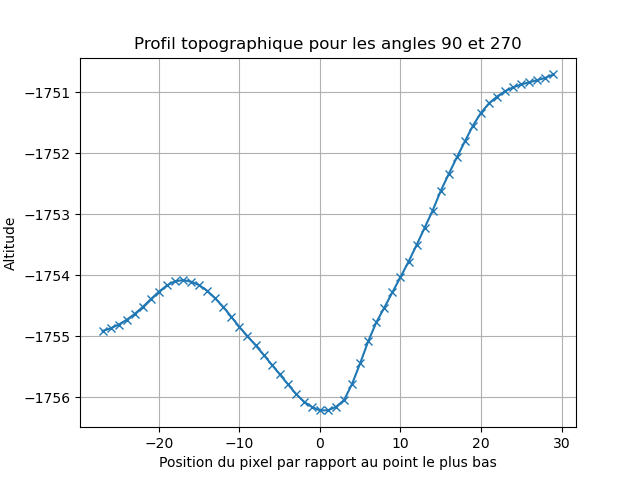 Profil topographique pour les angles 90 et 270
Altitude
−1751
−1752
−1753
−1754
−1755
−1756
−20 −10 0 10 20 30
Position du pixel par rapport au point le plus bas